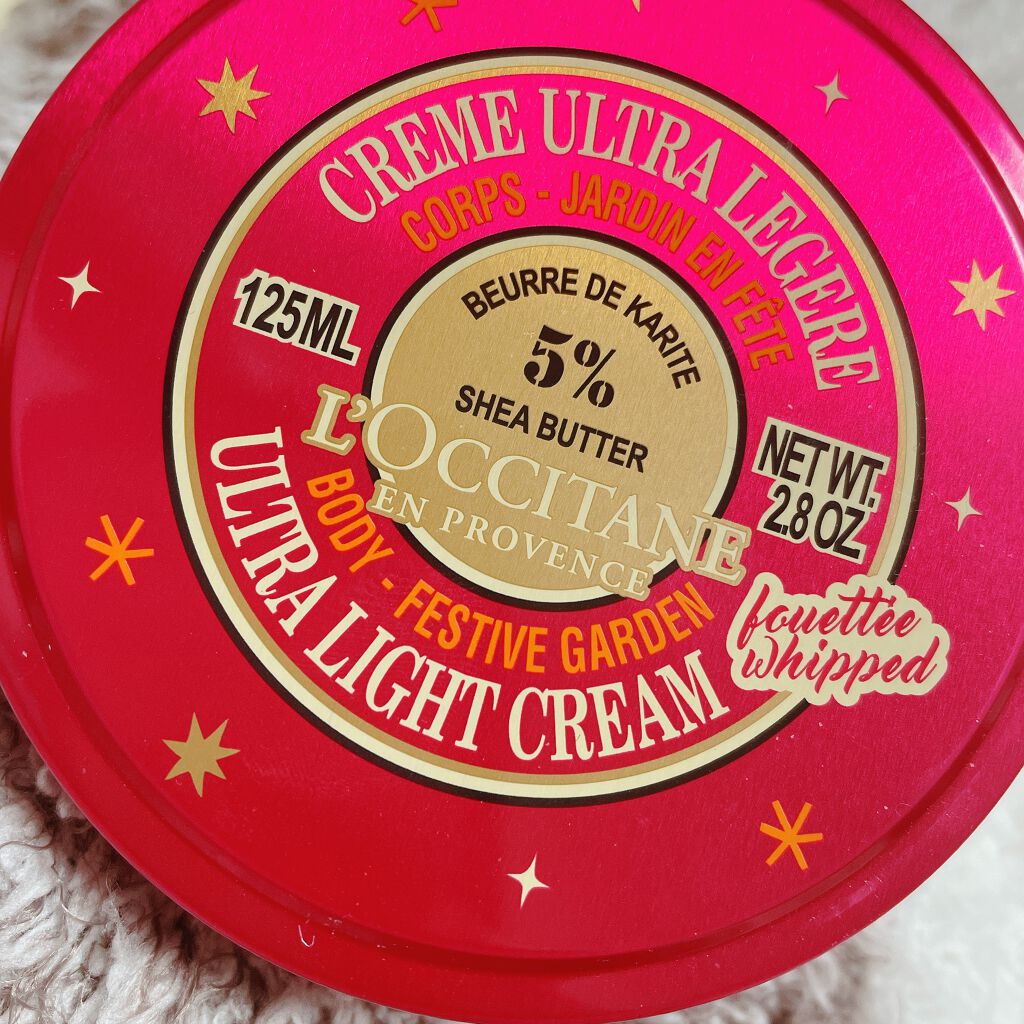 CREME ULTRA LEGERE
CORPS - JARDIN EN FÊTE
125ML
BEURRE DE KARITE
5%
SHEA BUTTER
L'OCCITANE
EN PROVENCE
NET WT.
2.8 OZ.
fouettée
whipped
BODY - FESTIVE GARDEN
ULTRA LIGHT CREAM